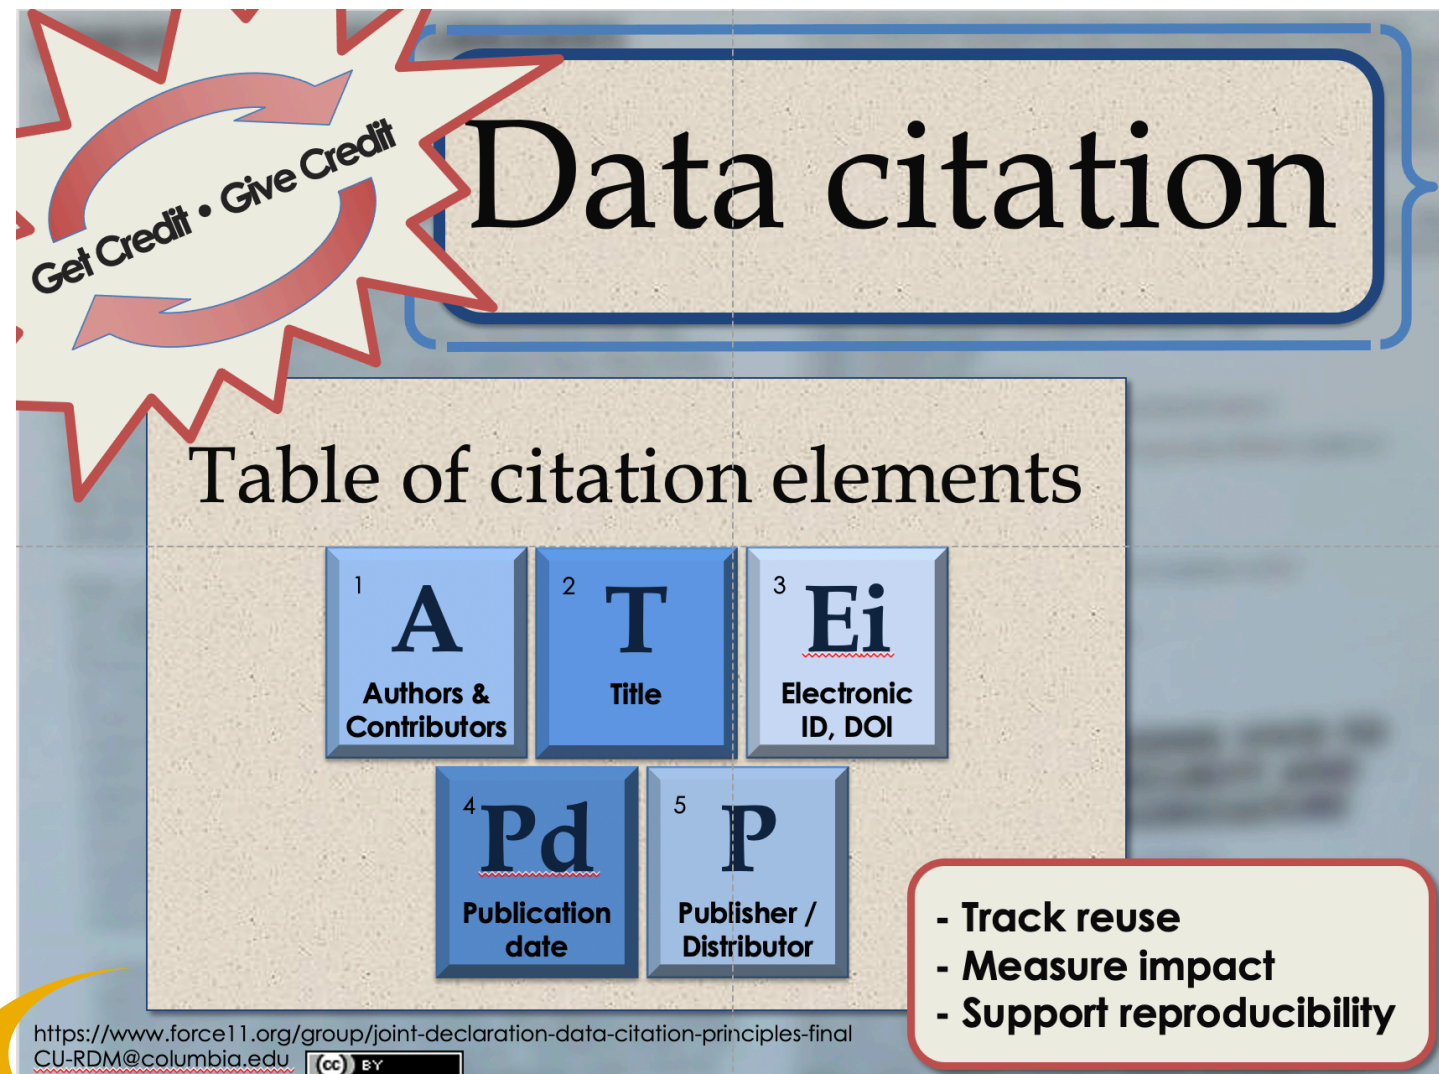 Get Credit • Give Credit
Data citation
Table of citation elements
1
A
Authors &
Contributors
2
T
Title
3
Ei
Electronic
ID, DOI
4
Pd
Publication
date
5
P
Publisher /
Distributor
- Track reuse
- Measure impact
- Support reproducibility
https://www.force11.org/group/joint-declaration-data-citation-principles-final
CU-RDM@columbia.edu
cc BY